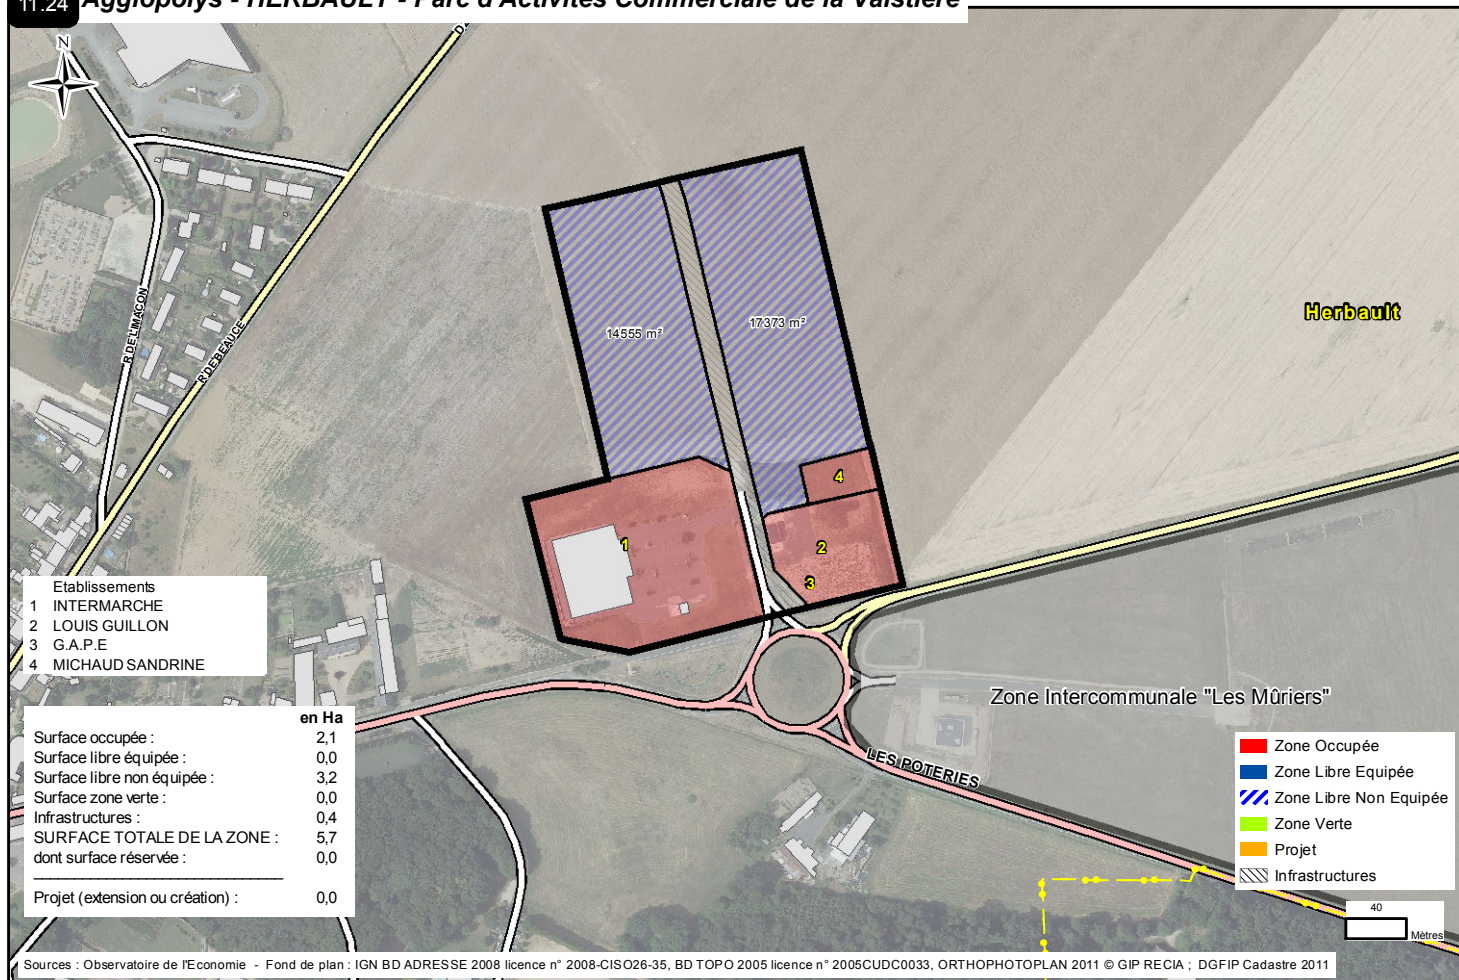 11.24 Agglopolys - HERBAULT - Parc d'Activités Commerciale de la Vaistière
N
R DE L'IMACON
R DE BEAUCE
14555 m²
17373 m²
Herbault
1
2
3
4
Etablissements
1 INTERMARCHE
2 LOUIS GUILLON
3 G.A.P.E
4 MICHAUD SANDRINE
Zone Intercommunale "Les Mûriers"
LES POTERIES
en Ha
Surface occupée : 2,1
Surface libre équipée : 0,0
Surface libre non équipée : 3,2
Surface zone verte : 0,0
Infrastructures : 0,4
SURFACE TOTALE DE LA ZONE : 5,7
dont surface réservée : 0,0
Projet (extension ou création) : 0,0
Zone Occupée
Zone Libre Equipée
Zone Libre Non Equipée
Zone Verte
Projet
Infrastructures
40
Mètres
Sources : Observatoire de l'Economie - Fond de plan : IGN BD ADRESSE 2008 licence n° 2008-CISO26-35, BD TOPO 2005 licence n° 2005CUDC0033, ORTHOPHOTOPLAN 2011 © GIP RECIA ; DGFIP Cadastre 2011